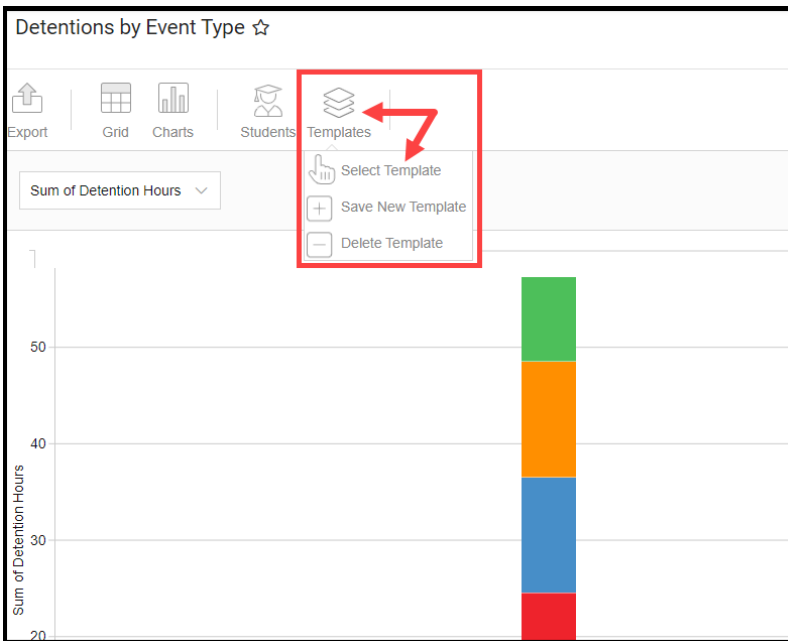 Detentions by Event Type
Export Grid Charts Students Templates
Select Template
Save New Template
Delete Template
Sum of Detention Hours
50
40
30
20
Sum of Detention Hours